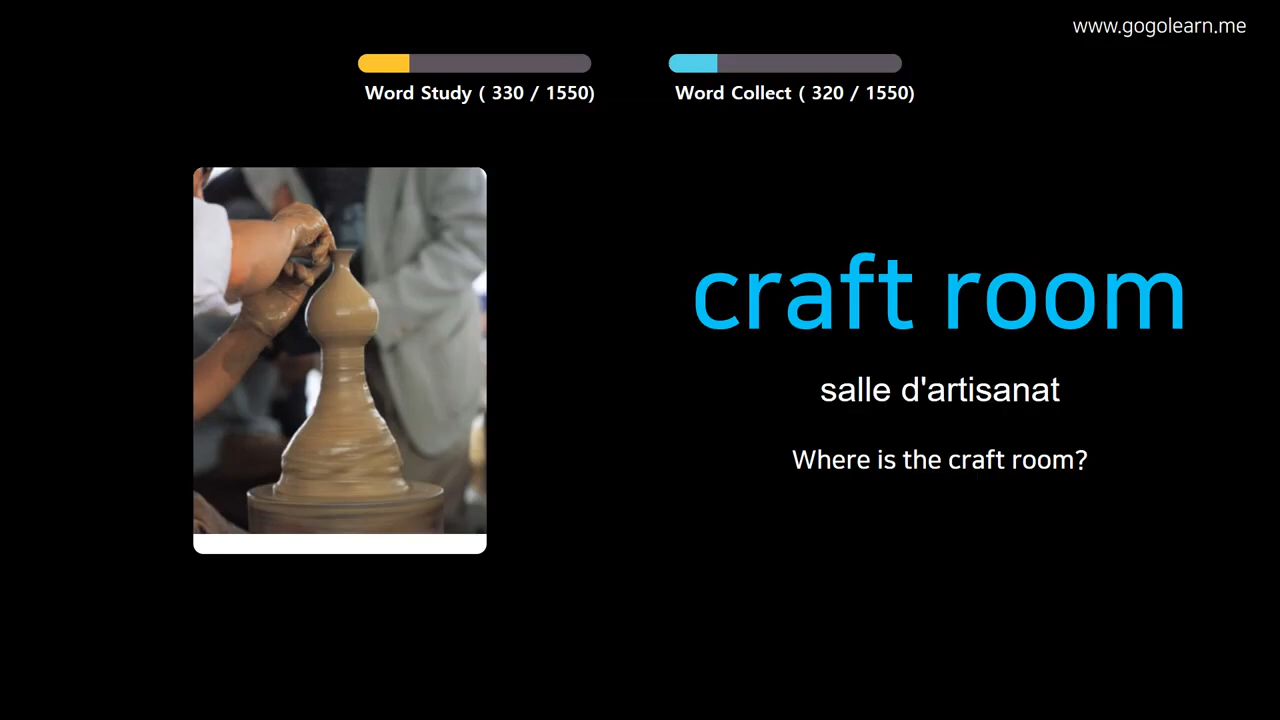 www.gogolearn.me
Word Study ( 330 / 1550)
Word Collect ( 320 / 1550)
craft room
salle d'artisanat
Where is the craft room?